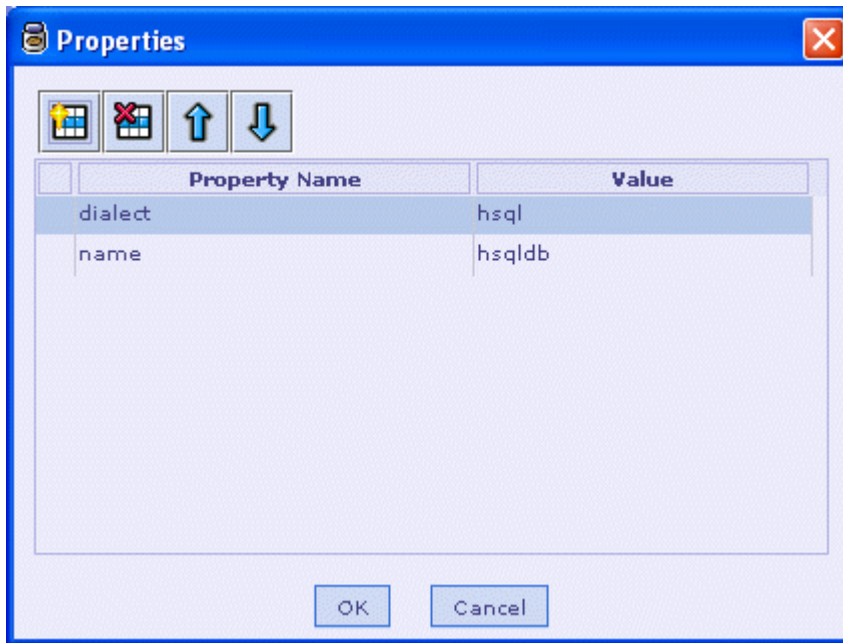 Properties
Property Name Value
dialect hsql
name hsqldb
OK Cancel